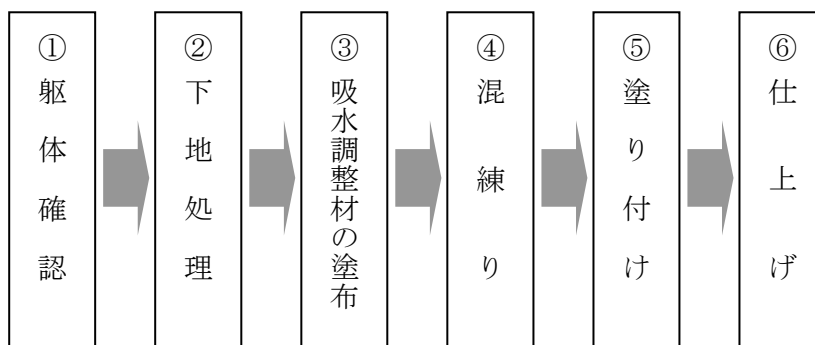 ①躯体確認
②下地処理
③吸水調整材の塗布
④混練り
⑤塗り付け
⑥仕上げ